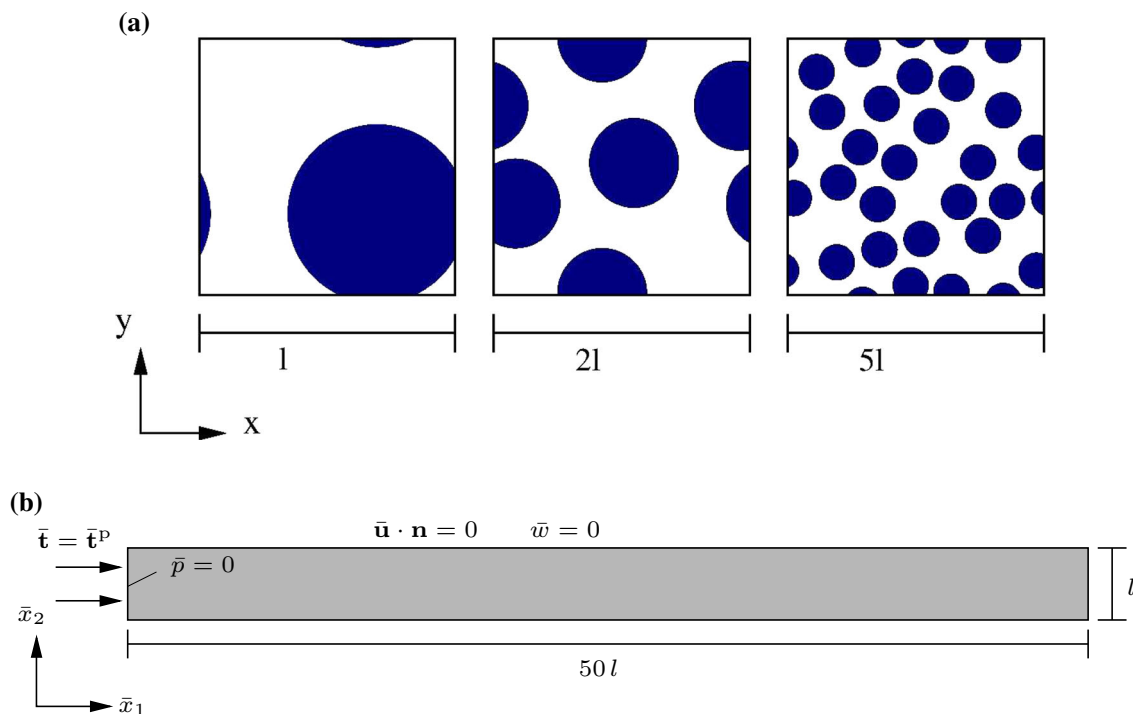 (a)
l
2l
5l
y
x
(b)
t̄ = t̄ᵖ
ū · n = 0 w̄ = 0
p̄ = 0
l
x̄₂
50 l
x̄₁